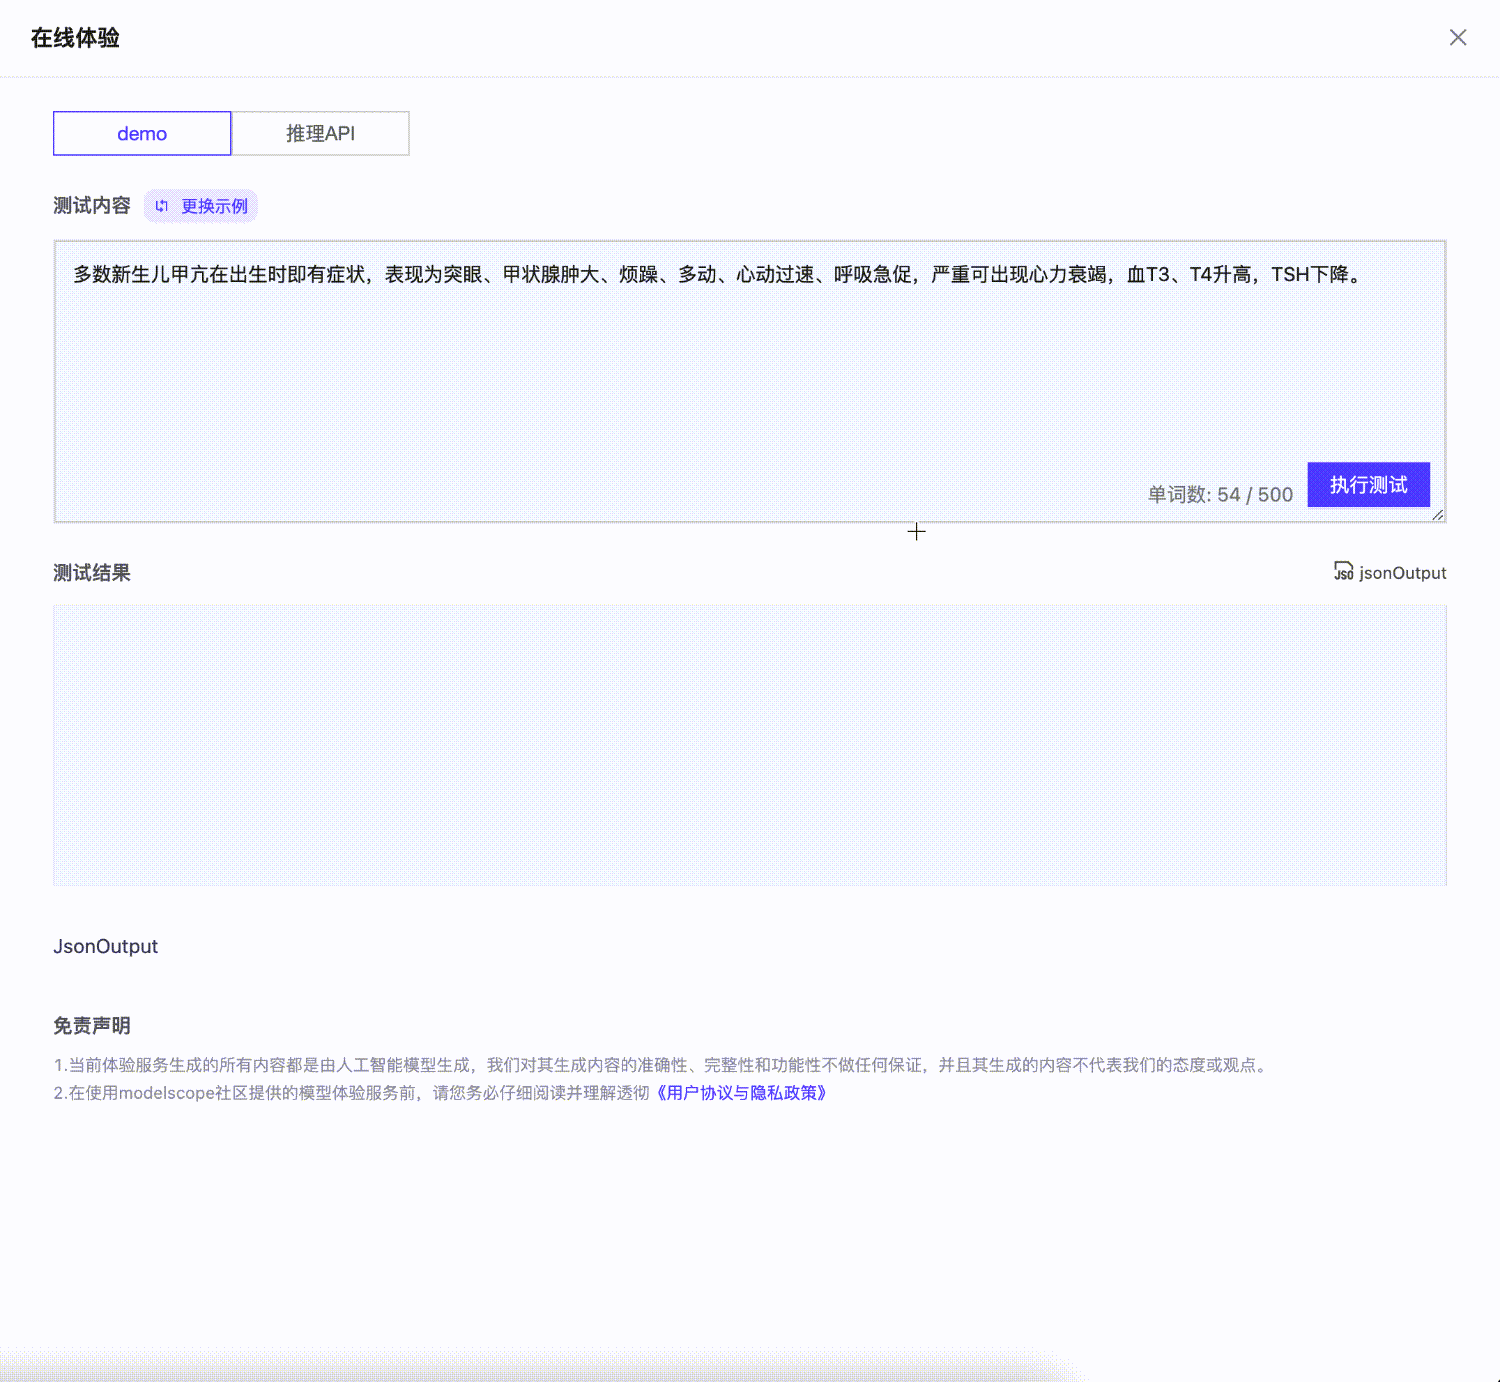 在线体验
demo
推理API
测试内容
更换示例
多数新生儿甲亢在出生时即有症状，表现为突眼、甲状腺肿大、烦躁、多动、心动过速、呼吸急促，严重可出现心力衰竭，血T3、T4升高，TSH下降。
单词数: 54 / 500
执行测试
测试结果
JSO jsonOutput
JsonOutput
免责声明
1.当前体验服务生成的所有内容都是由人工智能模型生成，我们对其生成内容的准确性、完整性和功能性不做任何保证，并且其生成的内容不代表我们的态度或观点。
2.在使用modelscope社区提供的模型体验服务前，请您务必仔细阅读并理解透彻《用户协议与隐私政策》